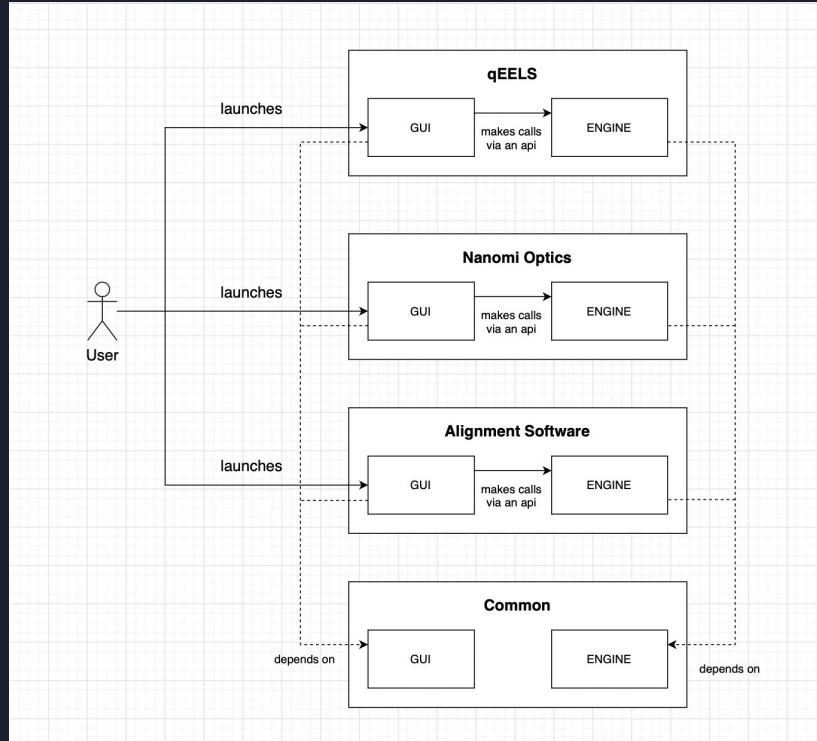 qEELS
launches
GUI
makes calls
via an api
ENGINE
Nanomi Optics
launches
GUI
makes calls
via an api
ENGINE
User
Alignment Software
launches
GUI
makes calls
via an api
ENGINE
Common
GUI
ENGINE
depends on
depends on